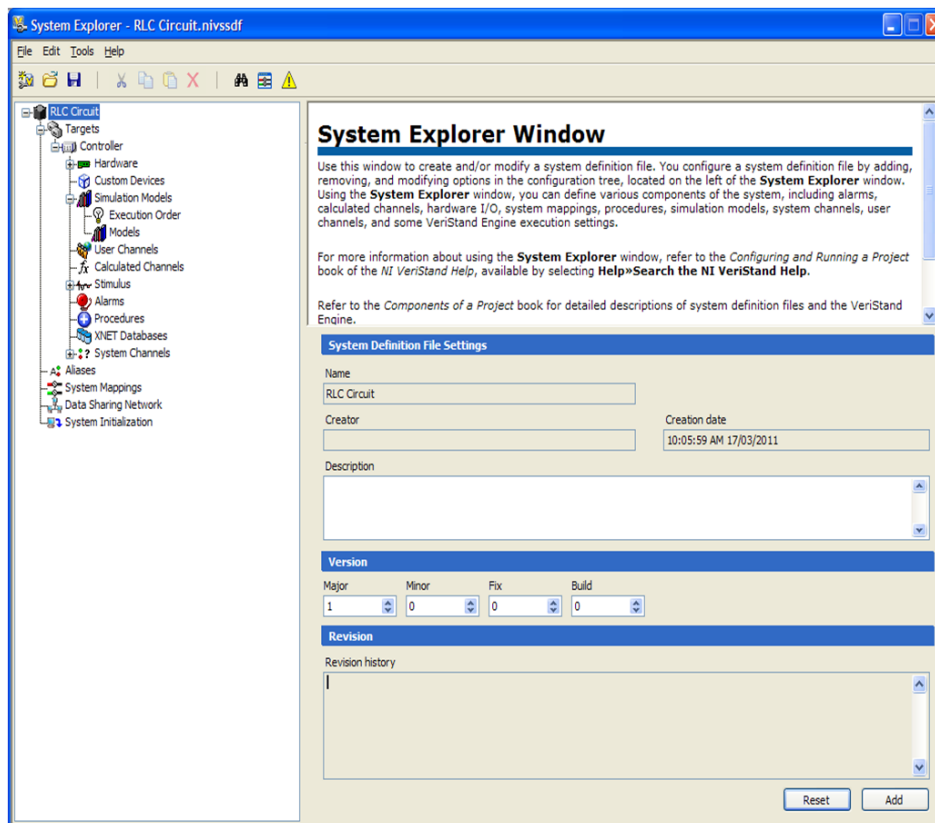 System Explorer - RLC Circuit.nivssdf
File Edit Tools Help
RLC Circuit
Targets
Controller
Hardware
Custom Devices
Simulation Models
Execution Order
Models
User Channels
Calculated Channels
Stimulus
Alarms
Procedures
XNET Databases
System Channels
Aliases
System Mappings
Data Sharing Network
System Initialization
System Explorer Window
Use this window to create and/or modify a system definition file. You configure a system definition file by adding,
removing, and modifying options in the configuration tree, located on the left of the System Explorer window.
Using the System Explorer window, you can define various components of the system, including alarms,
calculated channels, hardware I/O, system mappings, procedures, simulation models, system channels, user
channels, and some VeriStand Engine execution settings.
For more information about using the System Explorer window, refer to the Configuring and Running a Project
book of the NI VeriStand Help, available by selecting Help»Search the NI VeriStand Help.
Refer to the Components of a Project book for detailed descriptions of system definition files and the VeriStand
Engine.
System Definition File Settings
Name
RLC Circuit
Creator Creation date
10:05:59 AM 17/03/2011
Description
Version
Major Minor Fix Build
1 0 0 0
Revision
Revision history
Reset Add